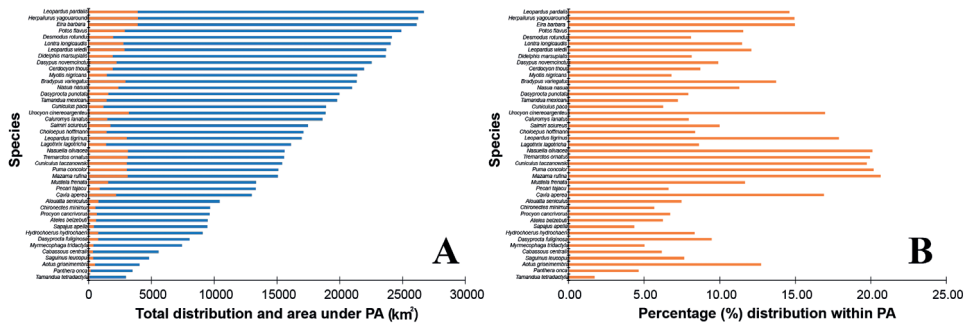 Species
Leopardus pardalis
Herpailurus yagouaroundi
Eira barbara
Potos flavus
Desmodus rotundu
Lontra longicaudis
Leopardus wiedii
Didelphis marsupialis
Dasypus novemcinctus
Cerdocyon thous
Myotis nigricans
Bradypus variegatus
Nasua nasua
Dasyprocta punctata
Tamandua mexican
Cuniculus paca
Urocyon cinereoargenteus
Caluromys lanatus
Saimiri sciureus
Choloepus hoffmanni
Leopardus tigrinus
Lagothrix lagotricha
Nasuella olivacea
Tremarctos ornatus
Cuniculus taczanowskii
Puma concolor
Mazama rufina
Mustela frenata
Pecari tajacu
Cavia aperea
Alouatta seniculus
Chironectes minimus
Procyon cancrivorus
Ateles belzebuth
Sapajus apella
Hydrochoerus hydrochaeris
Dasyprocta fuliginosa
Myrmecophaga tridactyla
Cabassous centralis
Saguinus leucopus
Aotus griseimembra
Panthera onca
Tamandua tetradactyla
0 5000 10000 15000 20000 25000 30000
Total distribution and area under PA (km²)
A
Species
Leopardus pardalis
Herpailurus yagouaroundi
Eira barbara
Potos flavus
Desmodus rotundu
Lontra longicaudis
Leopardus wiedii
Didelphis marsupialis
Dasypus novemcinctus
Cerdocyon thous
Myotis nigricans
Bradypus variegatus
Nasua nasua
Dasyprocta punctata
Tamandua mexican
Cuniculus paca
Urocyon cinereoargenteus
Caluromys lanatus
Saimiri sciureus
Choloepus hoffmanni
Leopardus tigrinus
Lagothrix lagotricha
Nasuella olivacea
Tremarctos ornatus
Cuniculus taczanowskii
Puma concolor
Mazama rufina
Mustela frenata
Pecari tajacu
Cavia aperea
Alouatta seniculus
Chironectes minimus
Procyon cancrivorus
Ateles belzebuth
Sapajus apella
Hydrochoerus hydrochaeris
Dasyprocta fuliginosa
Myrmecophaga tridactyla
Cabassous centralis
Saguinus leucopus
Aotus griseimembra
Panthera onca
Tamandua tetradactyla
0.00 5.00 10.00 15.00 20.00 25.00
Percentage (%) distribution within PA
B